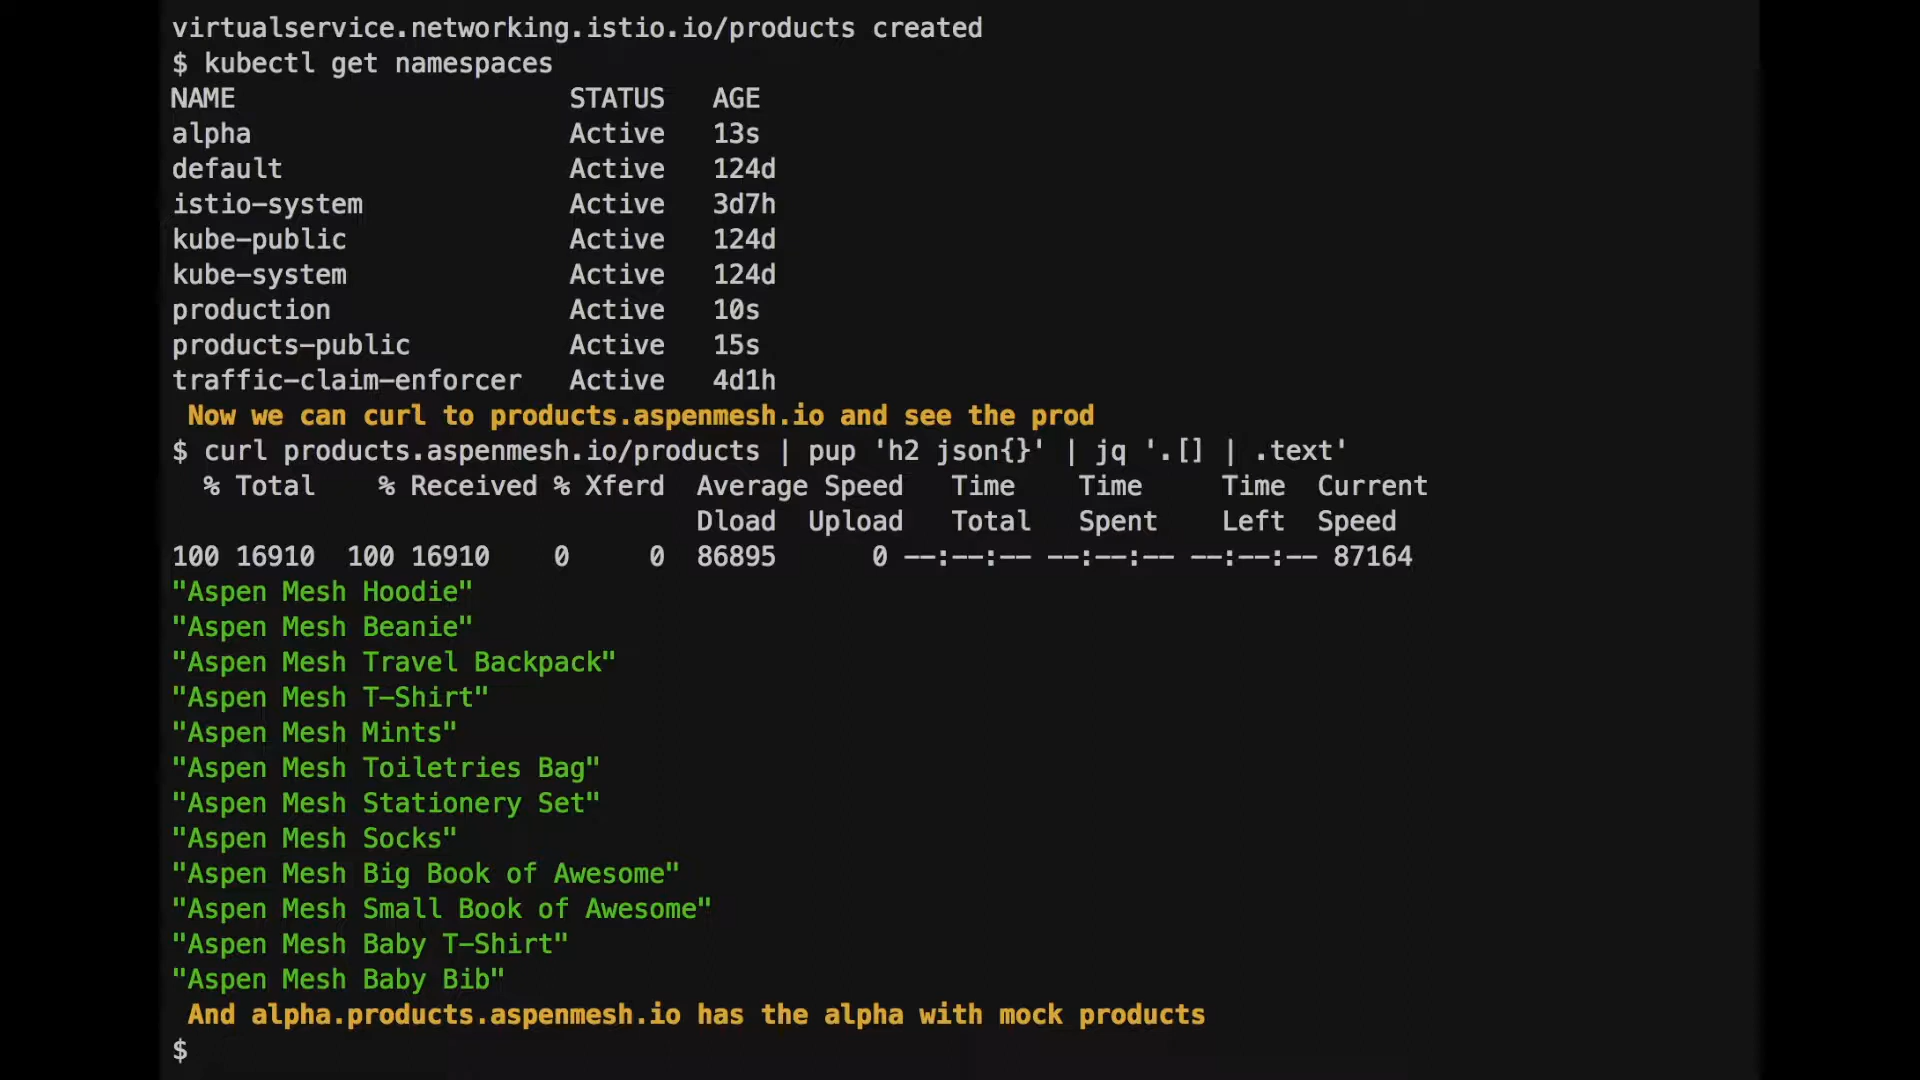 virtualservice.networking.istio.io/products created
$ kubectl get namespaces
NAME                     STATUS   AGE
alpha                    Active   13s
default                  Active   124d
istio-system             Active   3d7h
kube-public              Active   124d
kube-system              Active   124d
production               Active   10s
products-public          Active   15s
traffic-claim-enforcer   Active   4d1h
 Now we can curl to products.aspenmesh.io and see the prod
$ curl products.aspenmesh.io/products | pup 'h2 json{}' | jq '.[] | .text'
  % Total    % Received % Xferd  Average Speed   Time    Time     Time  Current
                                 Dload  Upload   Total   Spent    Left  Speed
100 16910  100 16910    0     0  86895      0 --:--:-- --:--:-- --:--:-- 87164
"Aspen Mesh Hoodie"
"Aspen Mesh Beanie"
"Aspen Mesh Travel Backpack"
"Aspen Mesh T-Shirt"
"Aspen Mesh Mints"
"Aspen Mesh Toiletries Bag"
"Aspen Mesh Stationery Set"
"Aspen Mesh Socks"
"Aspen Mesh Big Book of Awesome"
"Aspen Mesh Small Book of Awesome"
"Aspen Mesh Baby T-Shirt"
"Aspen Mesh Baby Bib"
 And alpha.products.aspenmesh.io has the alpha with mock products
$